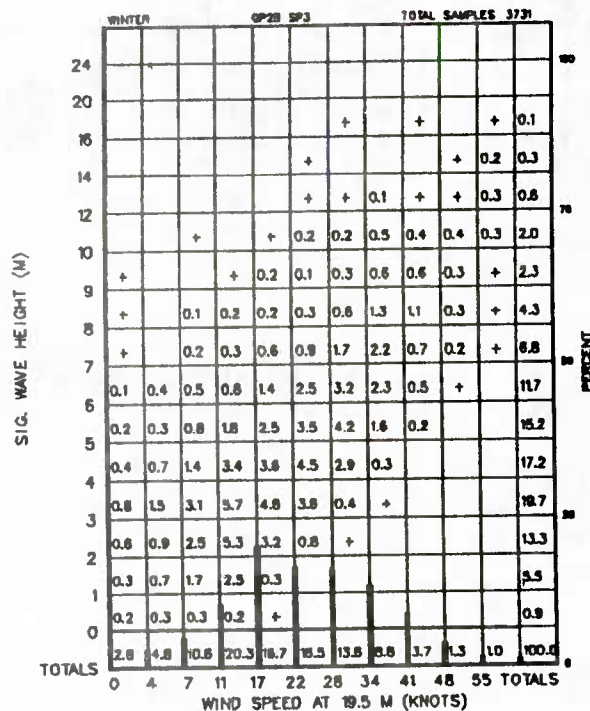 WINTER GP2B SP3 TOTAL SAMPLES 3731
24 100
20
+ + + 0.1
16
+ + 0.2 0.3
14
+ + 0.1 + + 0.3 0.6
12 75
+ + 0.2 0.2 0.5 0.4 0.4 0.3 2.0
10
+ + 0.2 0.1 0.3 0.6 0.6 0.3 + 2.3
9
+ 0.1 0.2 0.2 0.3 0.6 1.3 1.1 0.3 + 4.3
8
+ 0.2 0.3 0.6 0.9 1.7 2.2 0.7 0.2 + 6.8
7 50
0.1 0.4 0.5 0.6 1.4 2.5 3.2 2.3 0.5 + 11.7
6
0.2 0.3 0.8 1.8 2.5 3.5 4.2 1.6 0.2 15.2
5
0.4 0.7 1.4 3.4 3.6 4.5 2.9 0.3 17.2
4
0.8 1.5 3.1 5.7 4.8 3.8 0.4 + 19.7
3 25
0.6 0.9 2.5 5.3 3.2 0.8 + 13.3
2
0.3 0.7 1.7 2.5 0.3 5.5
1
0.2 0.3 0.3 0.2 + 0.9
0
2.8 4.8 10.6 20.3 16.7 16.5 13.8 8.8 3.7 1.3 1.0 100.0
TOTALS 0
0 4 7 11 17 22 28 34 41 48 55 TOTALS
WIND SPEED AT 19.5 M (KNOTS)
SIG. WAVE HEIGHT (M)
PERCENT